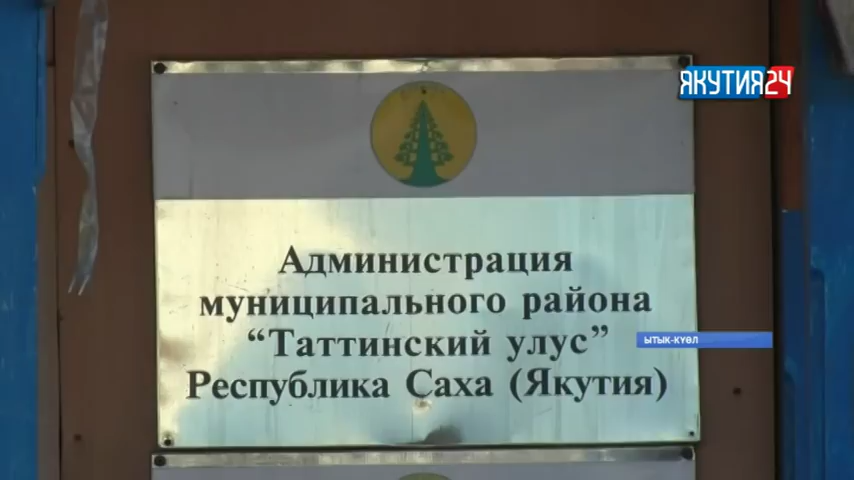 ЯКУТИЯ24
Администрация
муниципального района
“Таттинский улус”
ЫТЫК-КҮӨЛ
Республика Саха (Якутия)